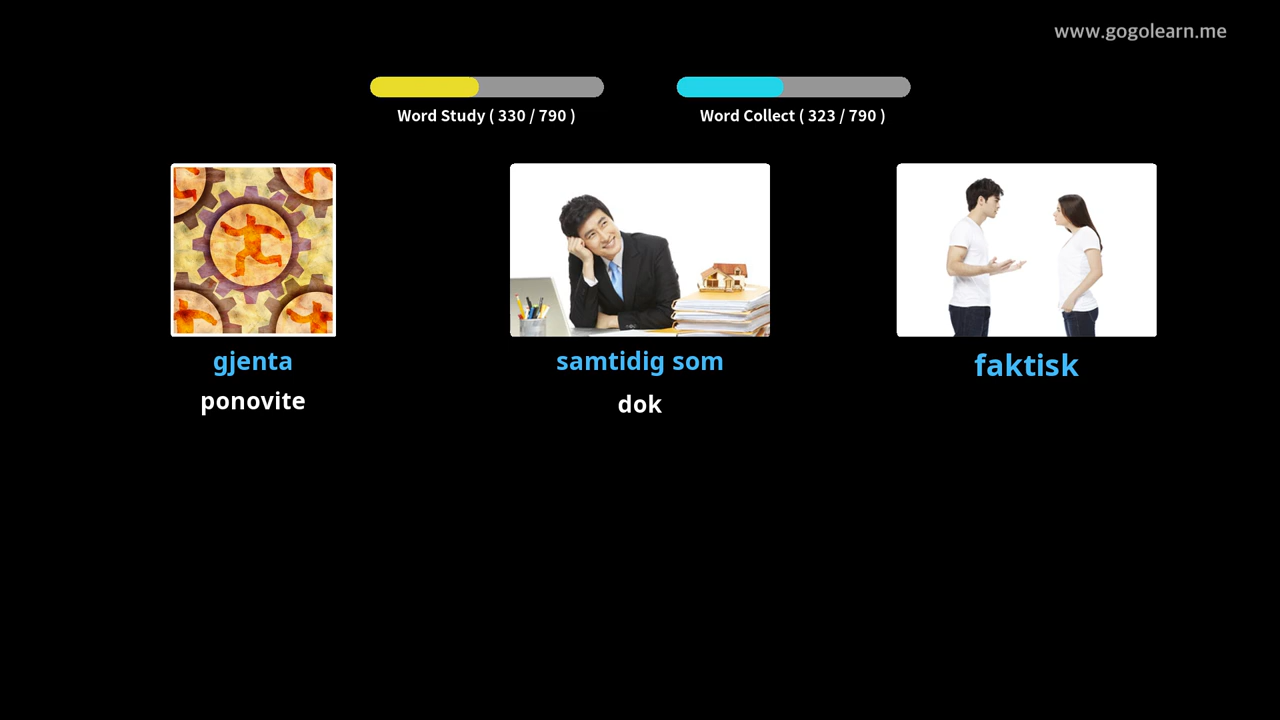 www.gogolearn.me
Word Study ( 330 / 790 )
Word Collect ( 323 / 790 )
gjenta
ponovite
samtidig som
dok
faktisk